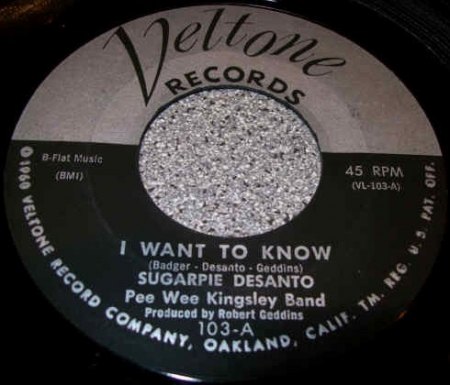 Veltone
RECORDS
B-Flat Music
(BMI)
45 RPM
(VL-103-A)
I WANT TO KNOW
(Badger - Desanto - Geddins)
SUGARPIE DESANTO
Pee Wee Kingsley Band
Produced by Robert Geddins
103-A
©1960 VELTONE RECORD COMPANY, OAKLAND, CALIF. TM. REG. U.S. PAT. OFF.